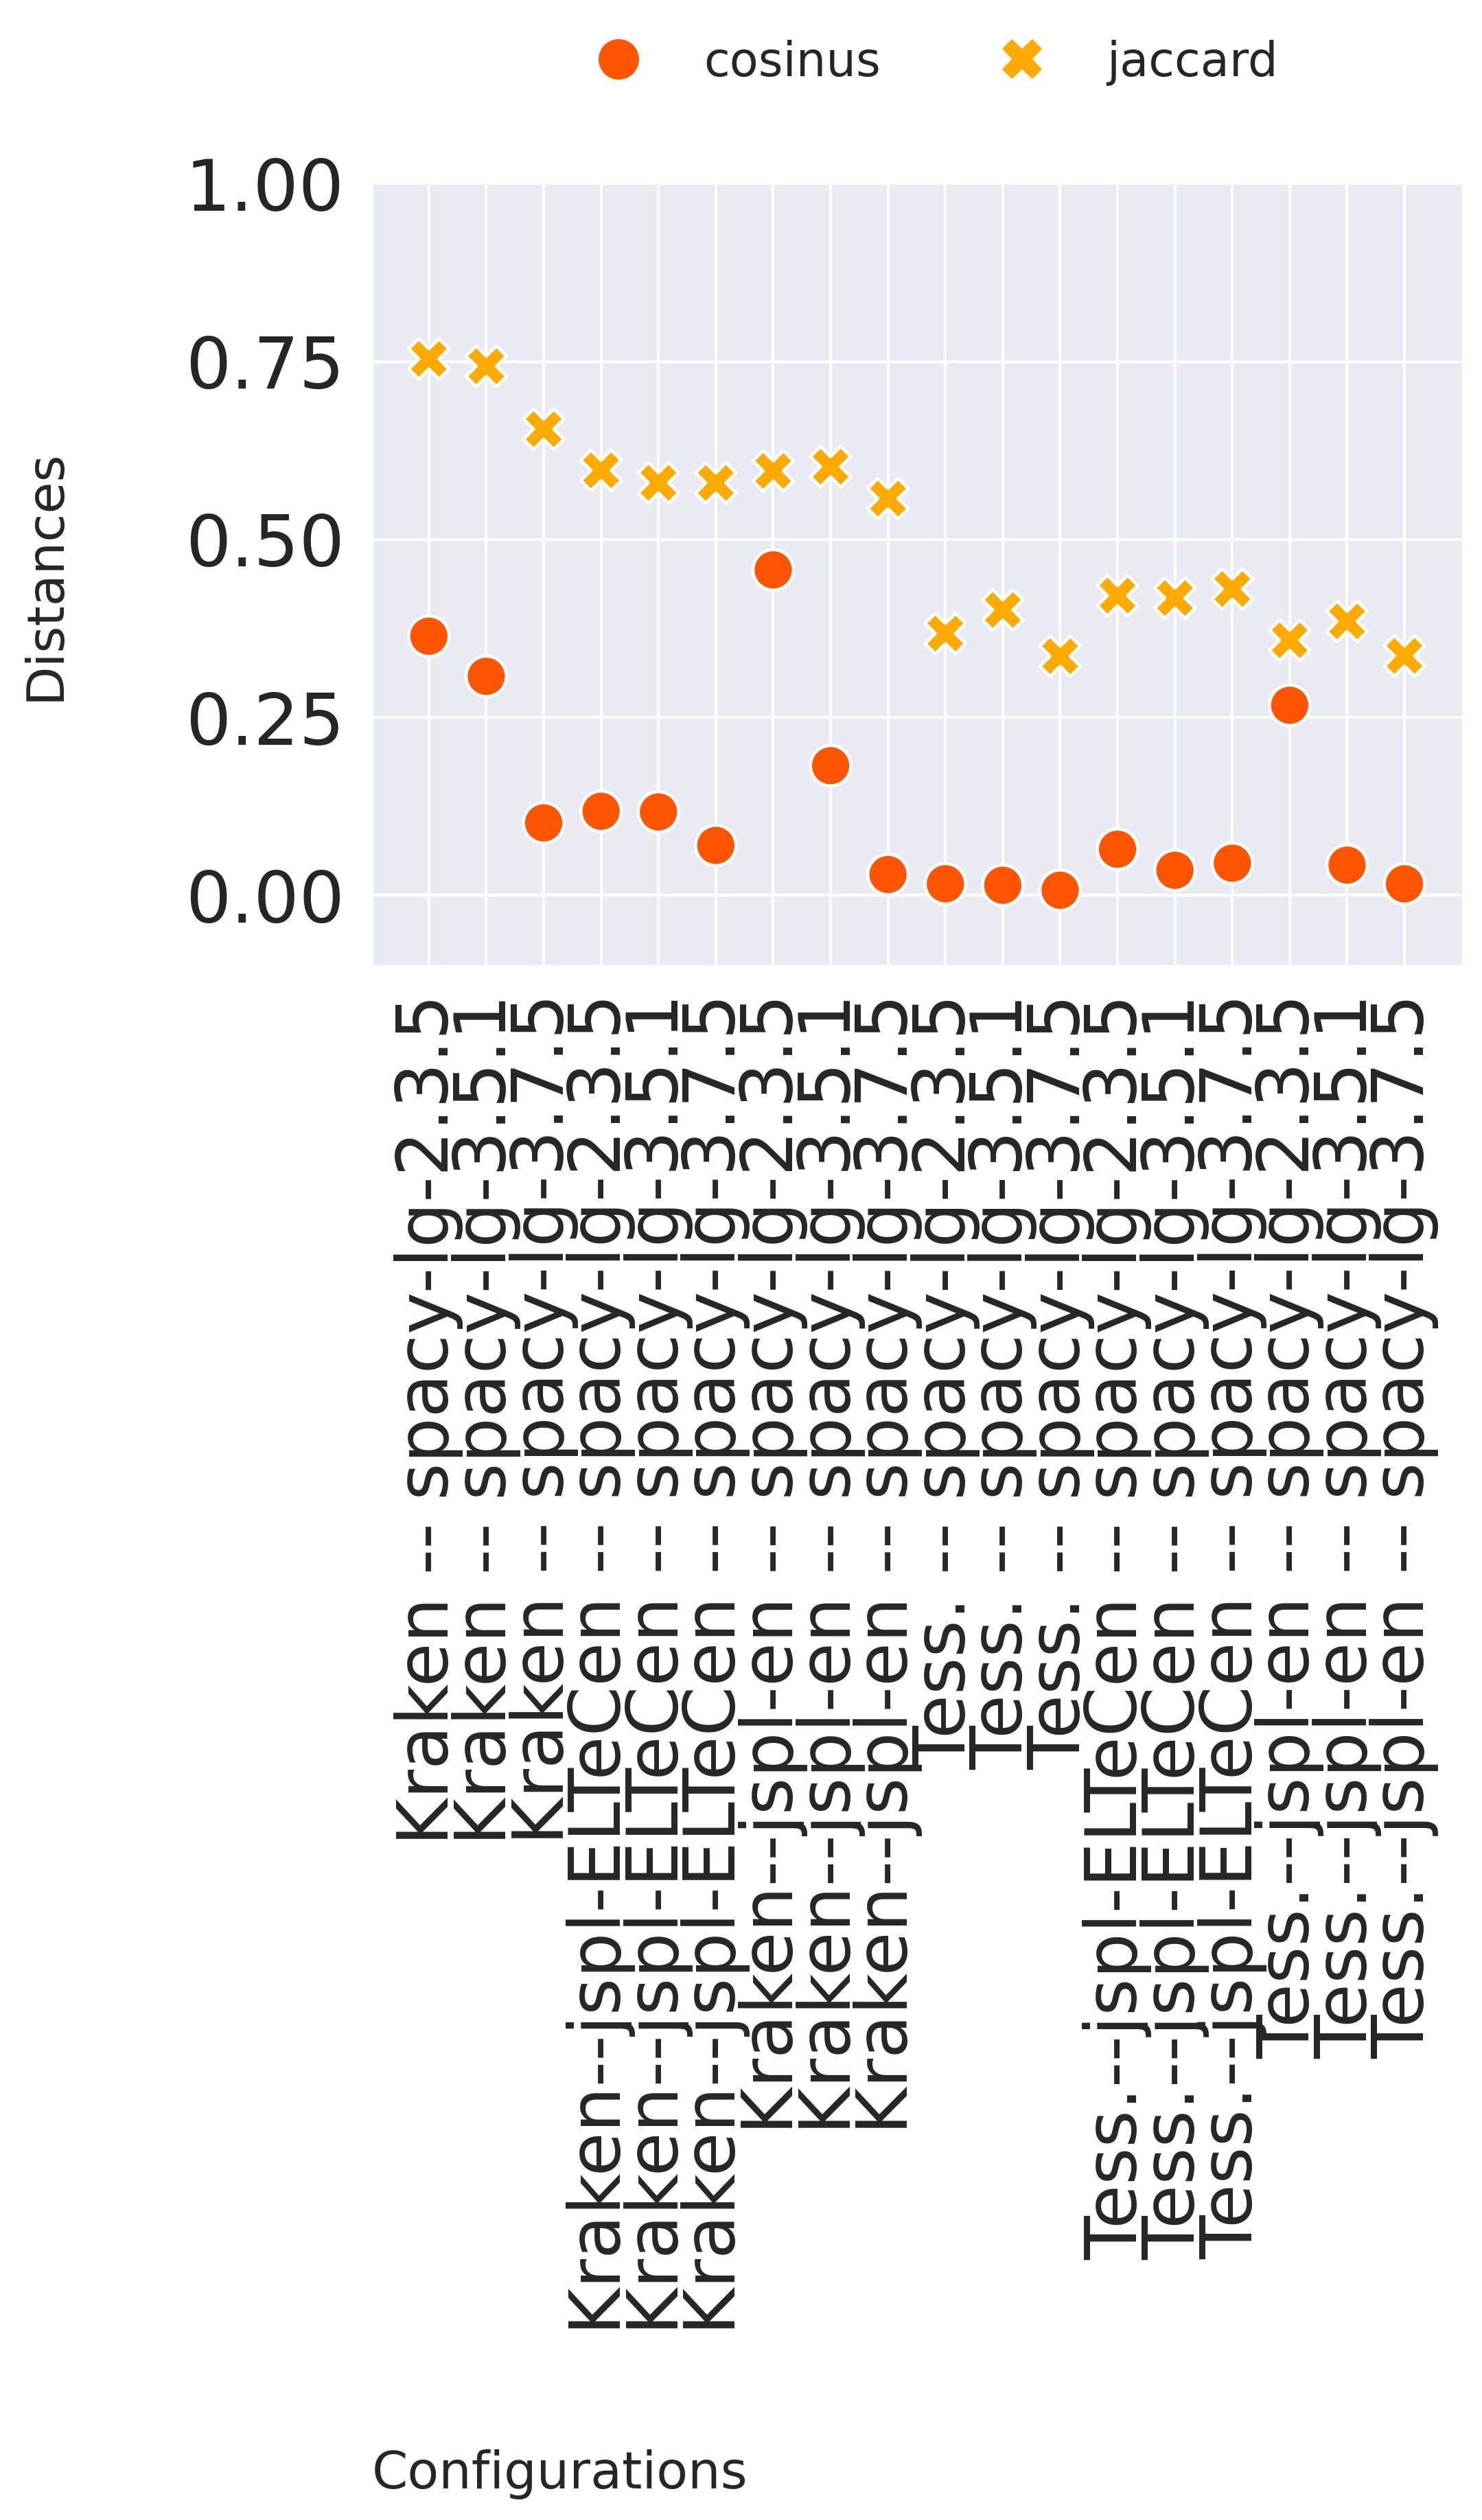 cosinus jaccard
1.00
0.75
0.50
0.25
0.00
Distances
Kraken -- spacy-lg-2.3.5
Kraken -- spacy-lg-3.5.1
Kraken -- spacy-lg-3.7.5
Kraken--jspl-ELTeCen -- spacy-lg-2.3.5
Kraken--jspl-ELTeCen -- spacy-lg-3.5.1
Kraken--jspl-ELTeCen -- spacy-lg-3.7.5
Kraken--jspl-en -- spacy-lg-2.3.5
Kraken--jspl-en -- spacy-lg-3.5.1
Kraken--jspl-en -- spacy-lg-3.7.5
Tess. -- spacy-lg-2.3.5
Tess. -- spacy-lg-3.5.1
Tess. -- spacy-lg-3.7.5
Tess.--jspl-ELTeCen -- spacy-lg-2.3.5
Tess.--jspl-ELTeCen -- spacy-lg-3.5.1
Tess.--jspl-ELTeCen -- spacy-lg-3.7.5
Tess.--jspl-en -- spacy-lg-2.3.5
Tess.--jspl-en -- spacy-lg-3.5.1
Tess.--jspl-en -- spacy-lg-3.7.5
Configurations